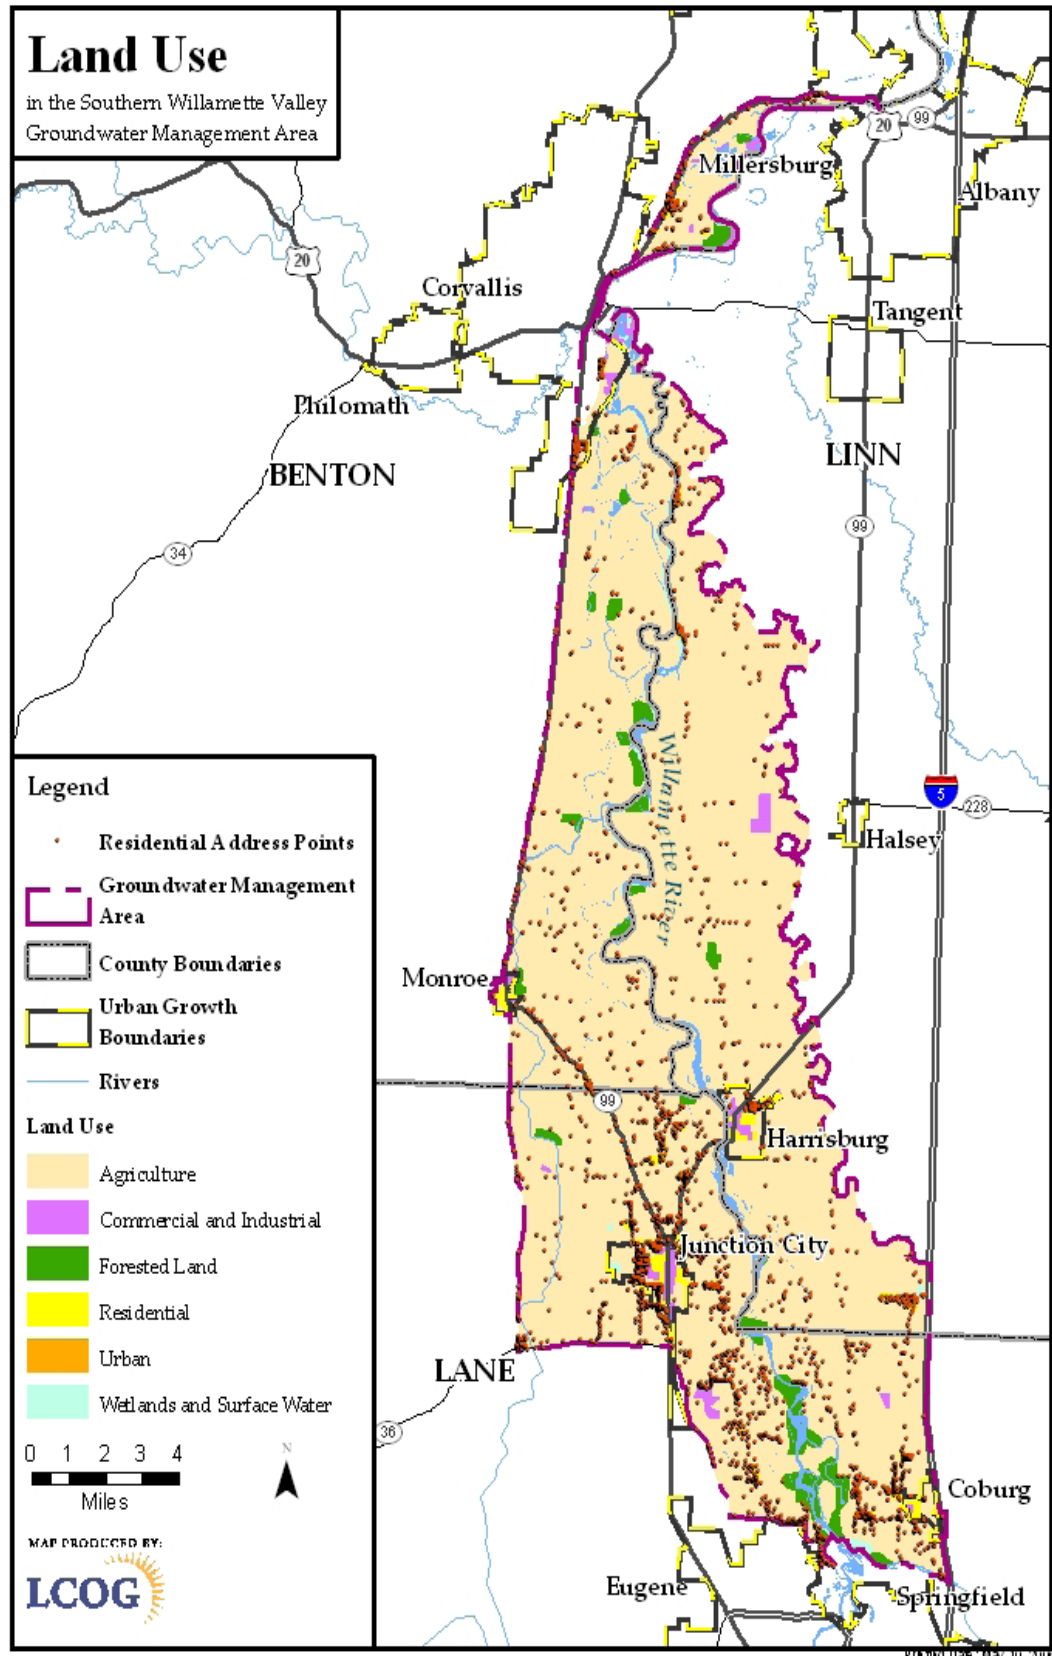 Land Use
in the Southern Willamette Valley
Groundwater Management Area
20
99
Millersburg
Albany
20
Corvallis
Tangent
Philomath
BENTON
LINN
99
34
Willamette River
5
228
Halsey
Monroe
99
Harrisburg
Junction City
LANE
36
Coburg
Eugene
Springfield
Legend
Residential Address Points
Groundwater Management
Area
County Boundaries
Urban Growth
Boundaries
Rivers
Land Use
Agriculture
Commercial and Industrial
Forested Land
Residential
Urban
Wetlands and Surface Water
0 1 2 3 4
Miles
N
MAP PRODUCED BY:
LCOG